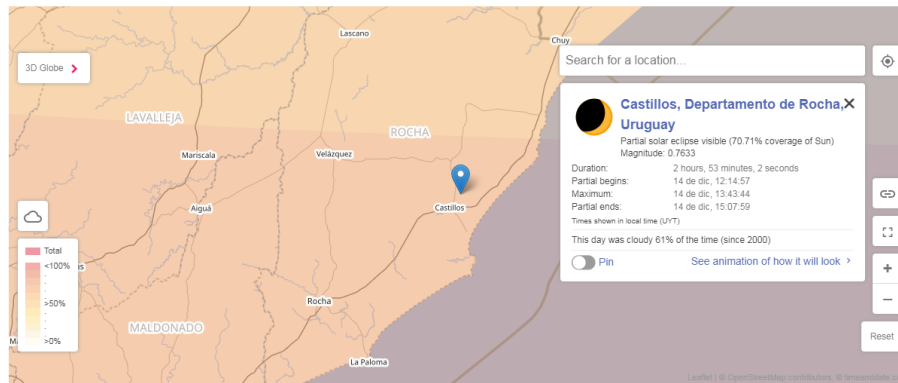 Lascano
Chuy
3D Globe
Search for a location...
Castillos, Departamento de Rocha,
Uruguay
Partial solar eclipse visible (70.71% coverage of Sun)
Magnitude: 0.7633
Duration: 2 hours, 53 minutes, 2 seconds
Partial begins: 14 de dic, 12:14:57
Maximum: 14 de dic, 13:43:44
Partial ends: 14 de dic, 15:07:59
Times shown in local time (UYT)
This day was cloudy 61% of the time (since 2000)
Pin
See animation of how it will look
LAVALLEJA
ROCHA
Mariscala
Velázquez
Castillos
Aiguá
Total
<100%
>50%
>0%
Rocha
MALDONADO
La Paloma
Reset
Leaflet | © OpenStreetMap contributors, © timeanddate.co